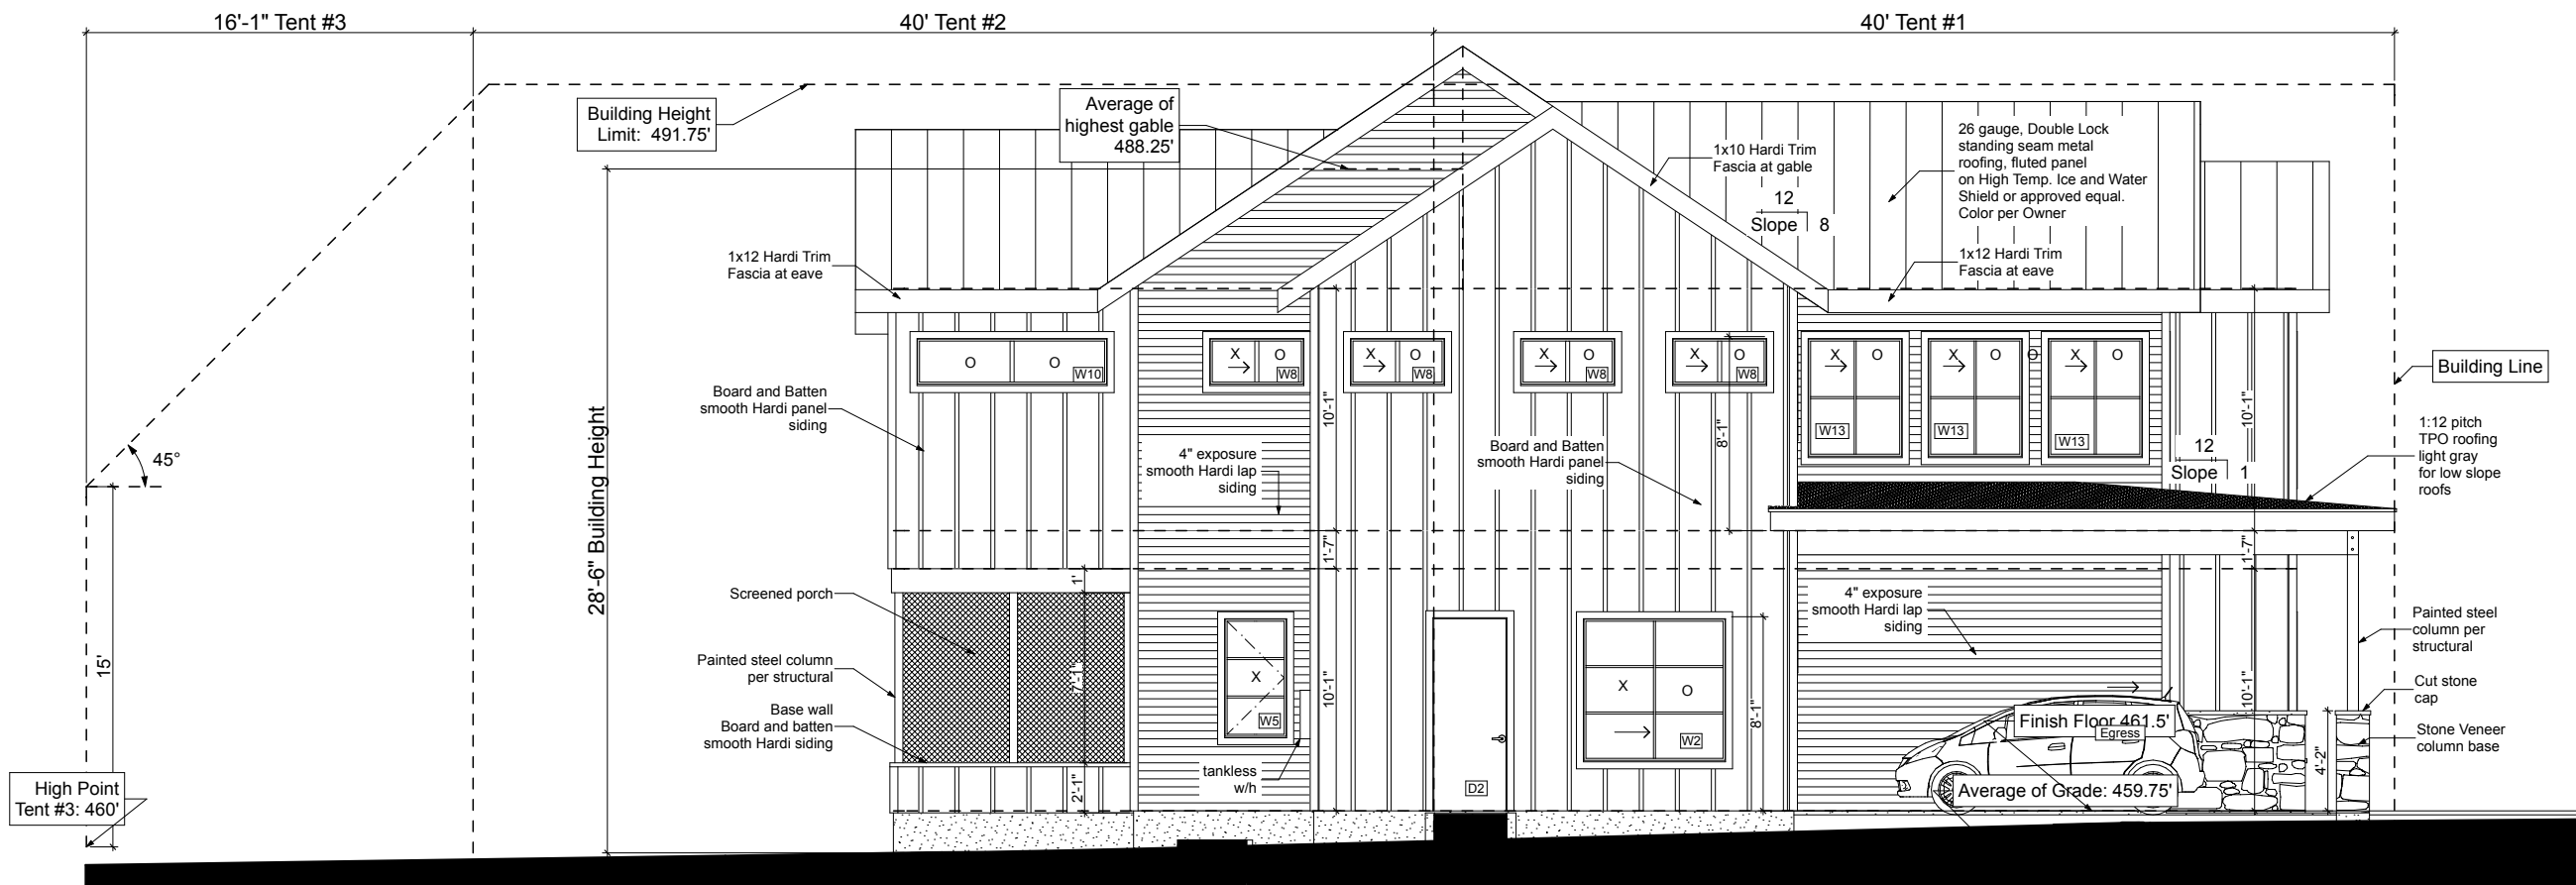 16'-1" Tent #3
40' Tent #2
40' Tent #1
Building Height
Limit: 491.75'
Average of
highest gable
488.25'
1x10 Hardi Trim
Fascia at gable
12
Slope 8
26 gauge, Double Lock
standing seam metal
roofing, fluted panel
on High Temp. Ice and Water
Shield or approved equal.
Color per Owner
1x12 Hardi Trim
Fascia at eave
1x12 Hardi Trim
Fascia at eave
Building Line
O O W10
X O W8
X O W8
X O W8
X O W8
X O W13
X O W13
O
X O W13
45°
15'
28'-6" Building Height
Board and Batten
smooth Hardi panel
siding
10'-1"
8'-1"
10'-1"
4" exposure
smooth Hardi lap
siding
Board and Batten
smooth Hardi panel
siding
12
Slope 1
1:12 pitch
TPO roofing
light gray
for low slope
roofs
1'-7"
1'-7"
1'
Screened porch
Painted steel column
per structural
Base wall
Board and batten
smooth Hardi siding
7'-1"
2'-1"
X
W5
10'-1"
tankless
w/h
D2
X O
W2
8'-1"
4" exposure
smooth Hardi lap
siding
10'-1"
Painted steel
column per
structural
Cut stone
cap
Stone Veneer
column base
4'-2"
Finish Floor 461.5'
Egress
Average of Grade: 459.75'
High Point
Tent #3: 460'